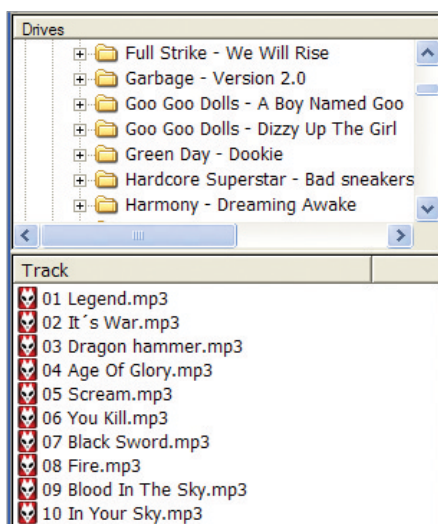 Drives
Full Strike - We Will Rise
Garbage - Version 2.0
Goo Goo Dolls - A Boy Named Goo
Goo Goo Dolls - Dizzy Up The Girl
Green Day - Dookie
Hardcore Superstar - Bad sneakers
Harmony - Dreaming Awake
Track
01 Legend.mp3
02 It´s War.mp3
03 Dragon hammer.mp3
04 Age Of Glory.mp3
05 Scream.mp3
06 You Kill.mp3
07 Black Sword.mp3
08 Fire.mp3
09 Blood In The Sky.mp3
10 In Your Sky.mp3